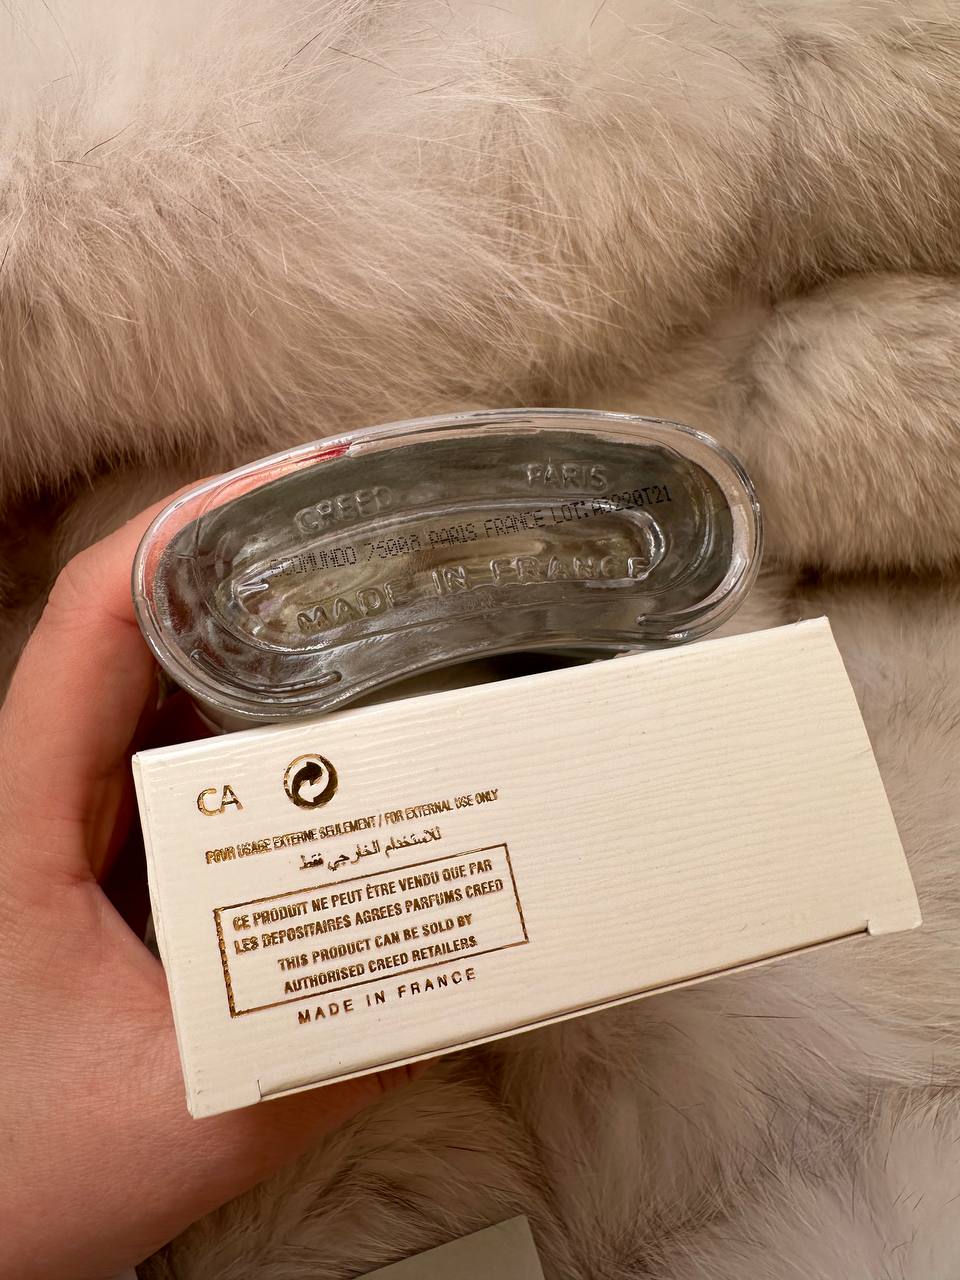 CREED PARIS
75008 PARIS FRANCE LOT:
MADE IN FRANCE
CA
POUR USAGE EXTERNE SEULEMENT / FOR EXTERNAL USE ONLY
للاستخدام الخارجي فقط
CE PRODUIT NE PEUT ÊTRE VENDU QUE PAR
LES DEPOSITAIRES AGREES PARFUMS CREED
THIS PRODUCT CAN BE SOLD BY
AUTHORISED CREED RETAILERS
MADE IN FRANCE